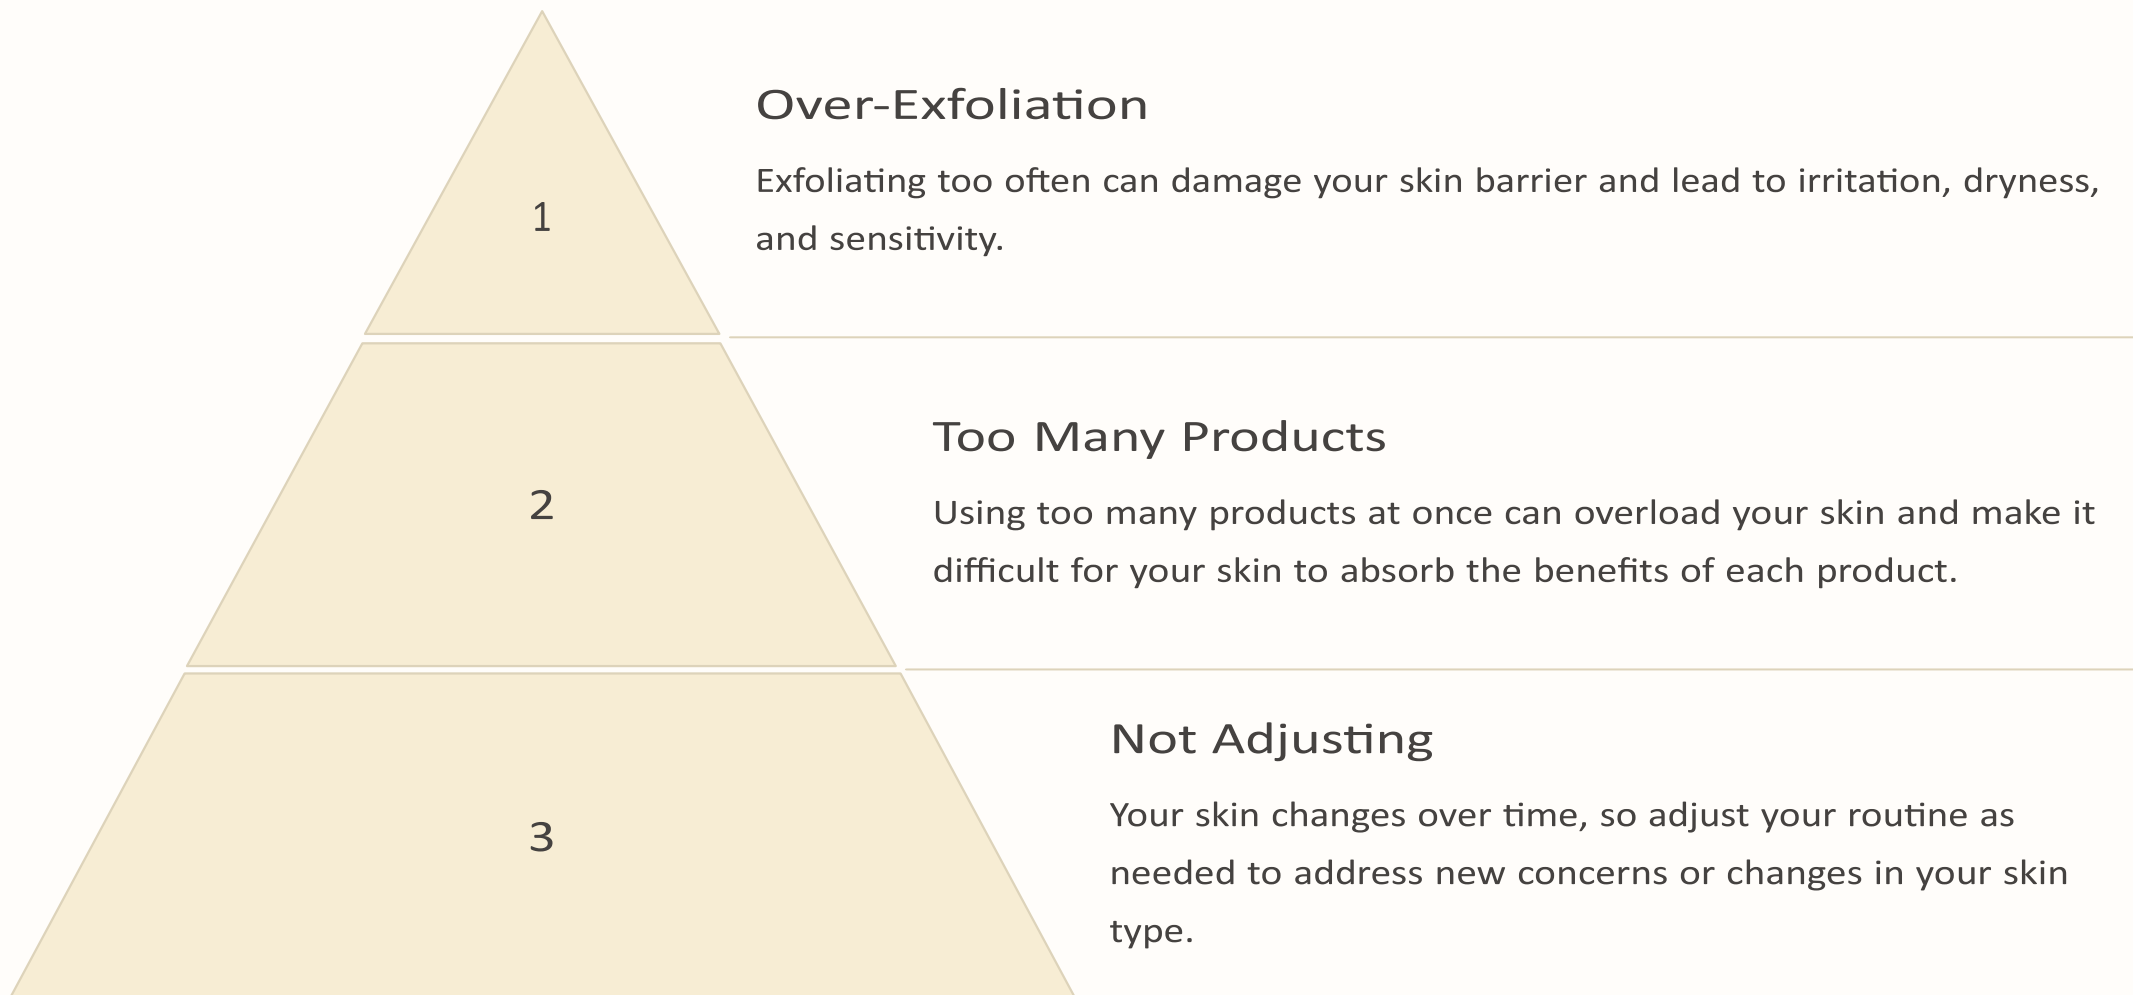 1
Over-Exfoliation
Exfoliating too often can damage your skin barrier and lead to irritation, dryness,
and sensitivity.
2
Too Many Products
Using too many products at once can overload your skin and make it
difficult for your skin to absorb the benefits of each product.
3
Not Adjusting
Your skin changes over time, so adjust your routine as
needed to address new concerns or changes in your skin
type.